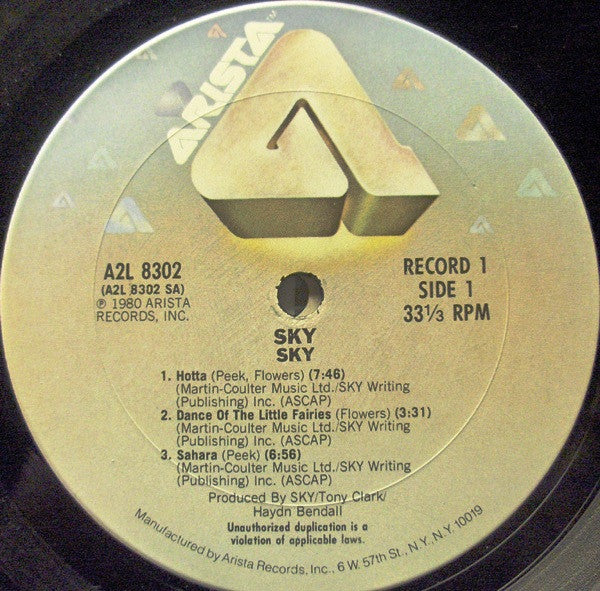 ARISTA™
A2L 8302
(A2L 8302 SA)
℗ 1980 ARISTA
RECORDS, INC.
RECORD 1
SIDE 1
33⅓ RPM
SKY
SKY
1. Hotta (Peek, Flowers) (7:46)
(Martin-Coulter Music Ltd./SKY Writing
(Publishing) Inc. (ASCAP)
2. Dance Of The Little Fairies (Flowers) (3:31)
(Martin-Coulter Music Ltd./SKY Writing
(Publishing) Inc. (ASCAP)
3. Sahara (Peek) (6:56)
(Martin-Coulter Music Ltd./SKY Writing
(Publishing) Inc. (ASCAP)
Produced By SKY/Tony Clark/
Haydn Bendall
Unauthorized duplication is a
violation of applicable laws.
Manufactured by Arista Records, Inc., 6 W. 57th St., N.Y., N.Y. 10019